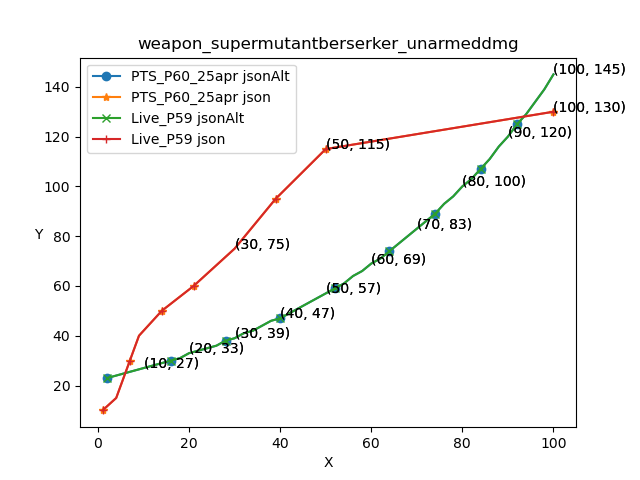 weapon_supermutantberserker_unarmeddmg
PTS_P60_25apr jsonAlt
PTS_P60_25apr json
Live_P59 jsonAlt
Live_P59 json
(100, 145)
(100, 130)
(90, 120)
(50, 115)
(80, 100)
(70, 83)
(30, 75)
(60, 69)
(50, 57)
(40, 47)
(30, 39)
(20, 33)
(10, 27)
Y
140
120
100
80
60
40
20
0 20 40 60 80 100
X